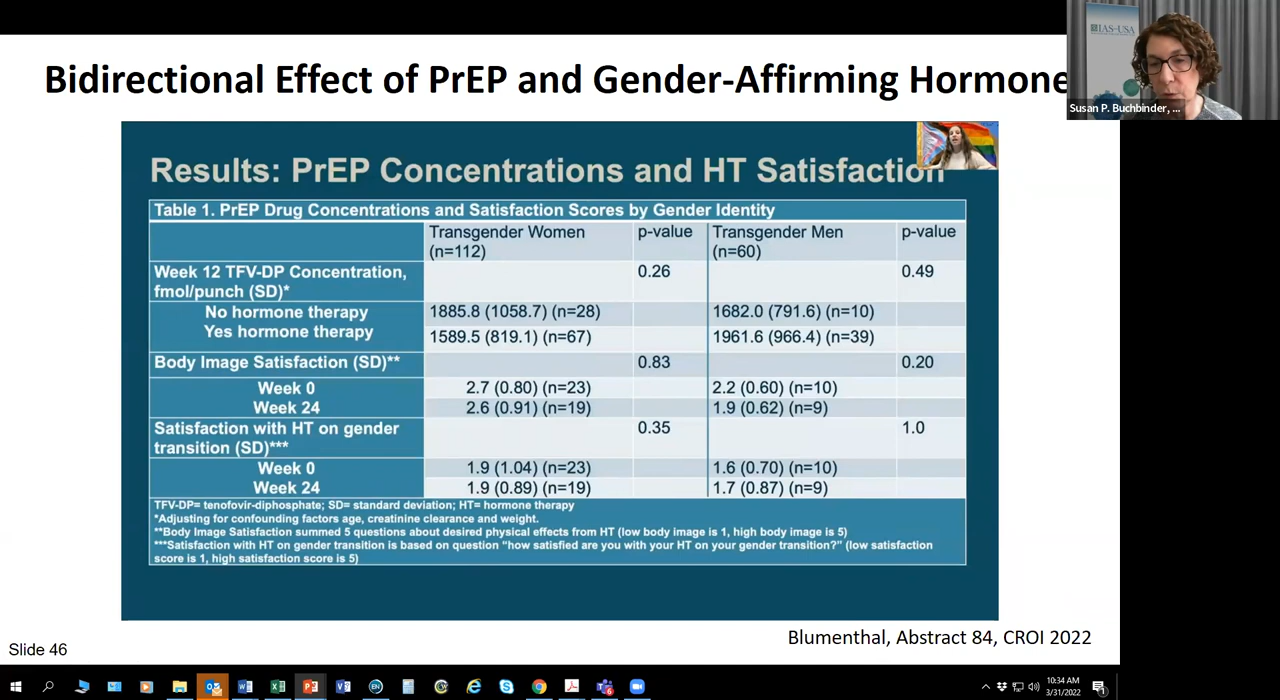 Bidirectional Effect of PrEP and Gender-Affirming Hormone
IAS-USA
Susan P. Buchbinder, ...
Results: PrEP Concentrations and HT Satisfaction
Table 1. PrEP Drug Concentrations and Satisfaction Scores by Gender Identity
Transgender Women p-value Transgender Men p-value
(n=112) (n=60)
Week 12 TFV-DP Concentration, 0.26 0.49
fmol/punch (SD)*
No hormone therapy 1885.8 (1058.7) (n=28) 1682.0 (791.6) (n=10)
Yes hormone therapy 1589.5 (819.1) (n=67) 1961.6 (966.4) (n=39)
Body Image Satisfaction (SD)** 0.83 0.20
Week 0 2.7 (0.80) (n=23) 2.2 (0.60) (n=10)
Week 24 2.6 (0.91) (n=19) 1.9 (0.62) (n=9)
Satisfaction with HT on gender 0.35 1.0
transition (SD)***
Week 0 1.9 (1.04) (n=23) 1.6 (0.70) (n=10)
Week 24 1.9 (0.89) (n=19) 1.7 (0.87) (n=9)
TFV-DP= tenofovir-diphosphate; SD= standard deviation; HT= hormone therapy
*Adjusting for confounding factors age, creatinine clearance and weight.
**Body Image Satisfaction summed 5 questions about desired physical effects from HT (low body image is 1, high body image is 5)
***Satisfaction with HT on gender transition is based on question "how satisfied are you with your HT on your gender transition?" (low satisfaction
score is 1, high satisfaction score is 5)
Blumenthal, Abstract 84, CROI 2022
Slide 46
10:34 AM
3/31/2022